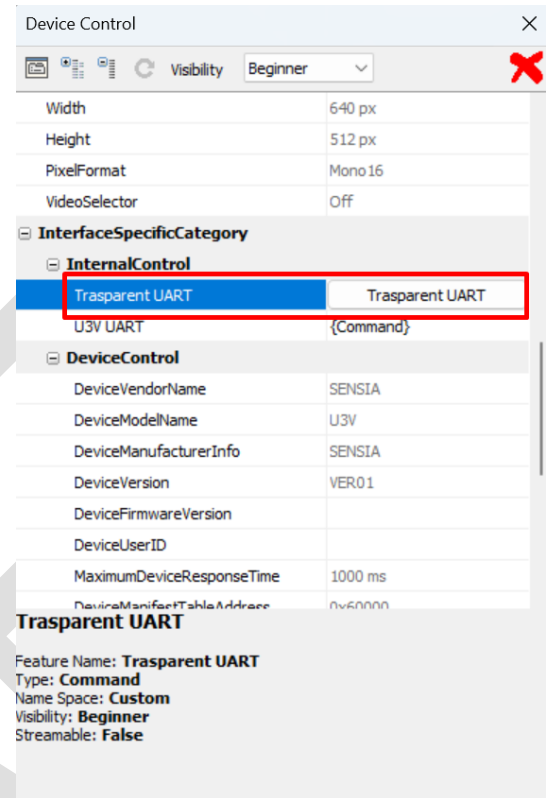 Device Control
Visibility Beginner
Width 640 px
Height 512 px
PixelFormat Mono16
VideoSelector Off
InterfaceSpecificCategory
InternalControl
Trasparent UART Trasparent UART
U3V UART {Command}
DeviceControl
DeviceVendorName SENSIA
DeviceModelName U3V
DeviceManufacturerInfo SENSIA
DeviceVersion VER01
DeviceFirmwareVersion
DeviceUserID
MaximumDeviceResponseTime 1000 ms
DeviceManifestTableAddress 0x60000
Trasparent UART
Feature Name: Trasparent UART
Type: Command
Name Space: Custom
Visibility: Beginner
Streamable: False